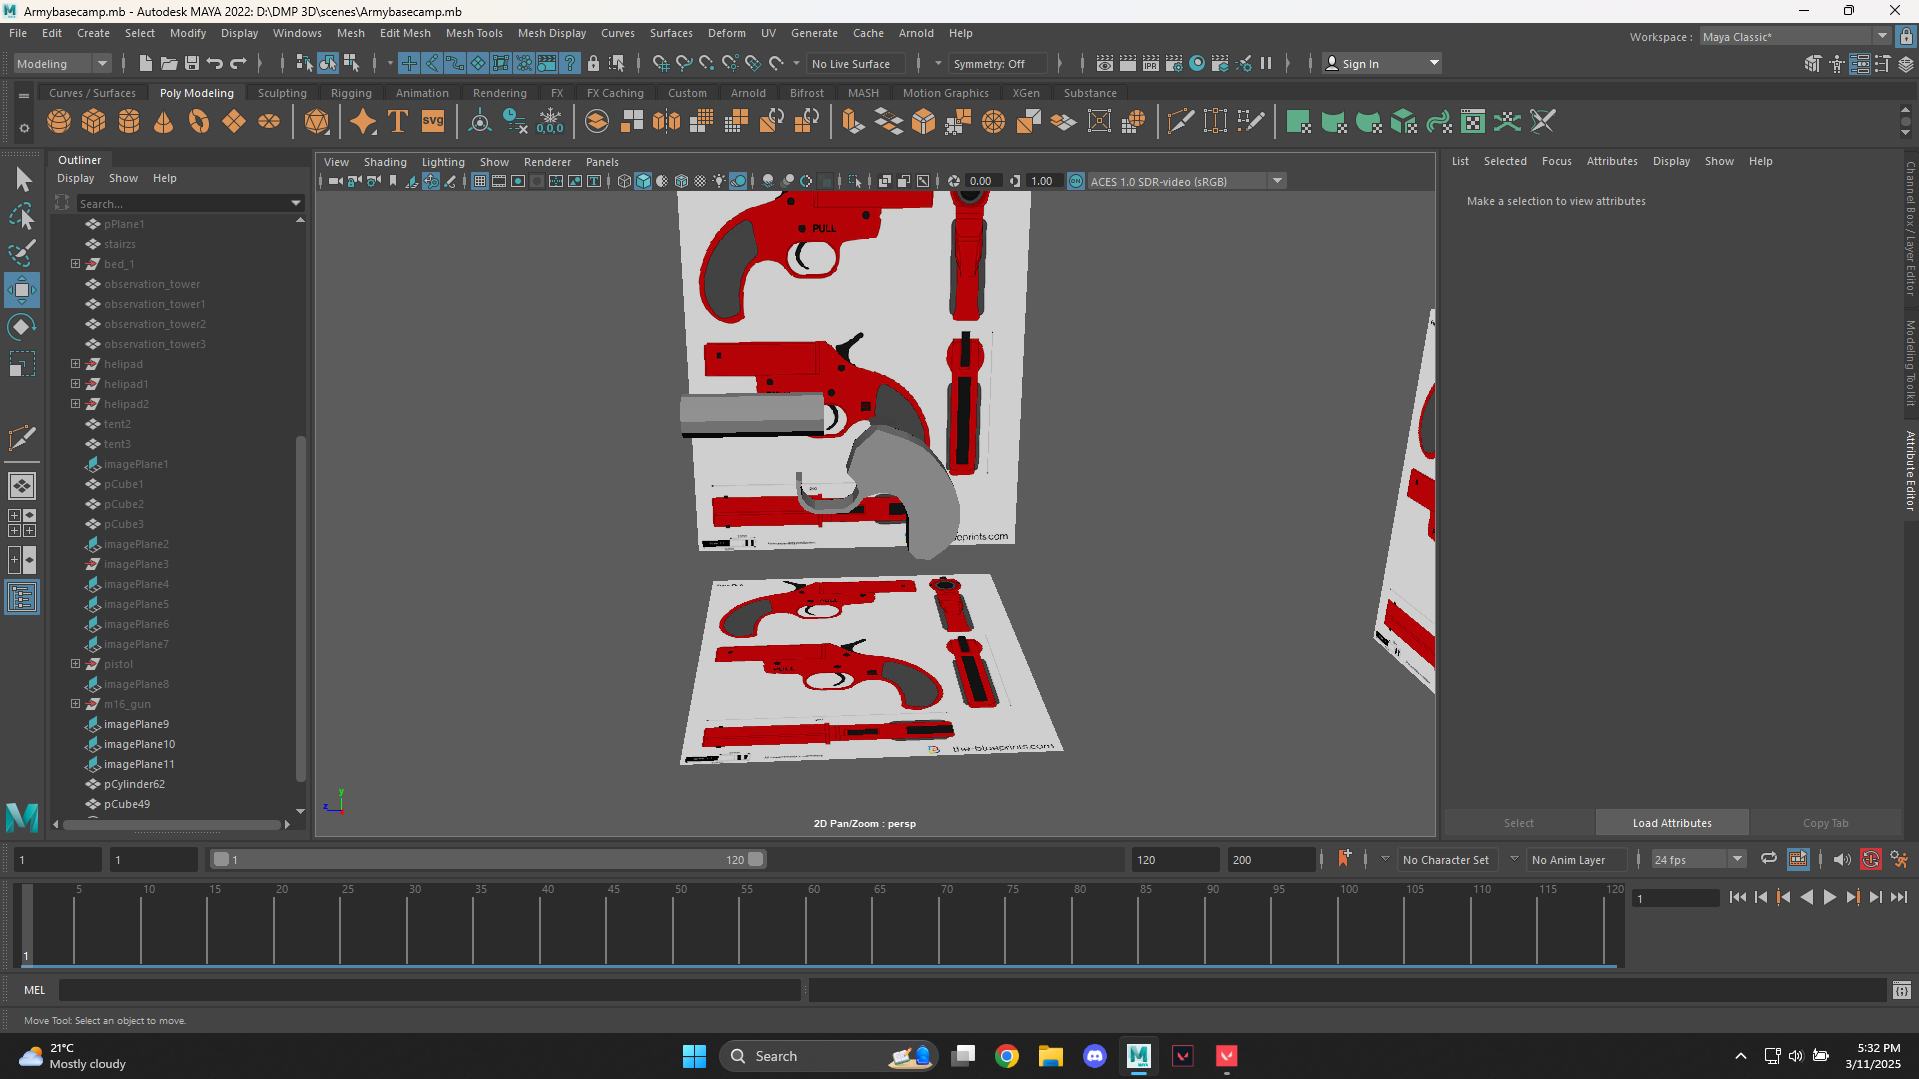 Armybasecamp.mb - Autodesk MAYA 2022: D:\DMP 3D\scenes\Armybasecamp.mb
File Edit Create Select Modify Display Windows Mesh Edit Mesh Mesh Tools Mesh Display Curves Surfaces Deform UV Generate Cache Arnold Help
Workspace : Maya Classic*
Modeling No Live Surface Symmetry: Off Sign In
Curves / Surfaces Poly Modeling Sculpting Rigging Animation Rendering FX FX Caching Custom Arnold Bifrost MASH Motion Graphics XGen Substance
Outliner
Display Show Help
Search...
pPlane1
stairzs
bed_1
observation_tower
observation_tower1
observation_tower2
observation_tower3
helipad
helipad1
helipad2
tent2
tent3
imagePlane1
pCube1
pCube2
pCube3
imagePlane2
imagePlane3
imagePlane4
imagePlane5
imagePlane6
imagePlane7
pistol
imagePlane8
m16_gun
imagePlane9
imagePlane10
imagePlane11
pCylinder62
pCube49
View Shading Lighting Show Renderer Panels
0.00 1.00 ACES 1.0 SDR-video (sRGB)
PULL
eprints.com
PULL
the-blueprints.com
2D Pan/Zoom : persp
List Selected Focus Attributes Display Show Help
Make a selection to view attributes
Select Load Attributes Copy Tab
Channel Box / Layer Editor
Modeling Toolkit
Attribute Editor
1 1 1 120 120 200 No Character Set No Anim Layer 24 fps
5 10 15 20 25 30 35 40 45 50 55 60 65 70 75 80 85 90 95 100 105 110 115 120
1
1
MEL
Move Tool: Select an object to move.
21°C
Mostly cloudy
Search
5:32 PM
3/11/2025